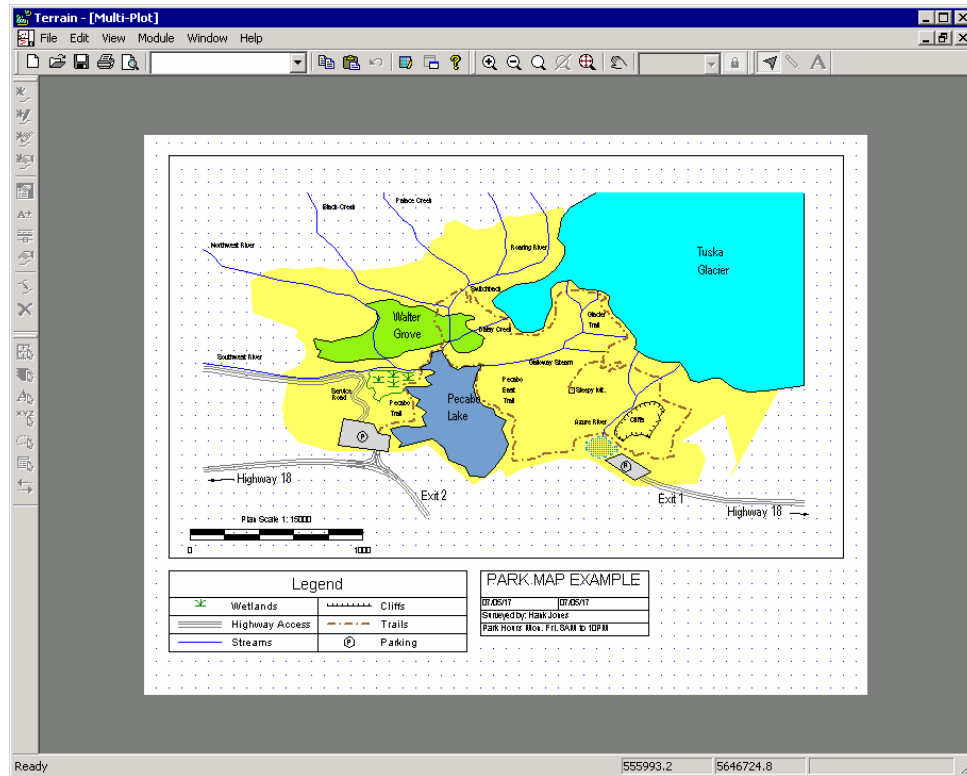 Terrain - [Multi-Plot]
File Edit View Module Window Help
A±
XYZ
A
Black Creek
Palace Creek
Northwest River
Roaring River
Tuska
Glacier
Switchback
Walter
Grove
Daisy Creek
Glacier
Trail
Southwest River
Galloway Stream
Service
Road
Pecabo
Trail
Pecabo
Lake
Pecabo
East
Trail
Sleepy Mt.
Azure River
Cliffs
P
P
Highway 18
Exit 2
Exit 1
Highway 18
Plan Scale 1: 15000
0 1000
Legend
Wetlands Cliffs
Highway Access Trails
Streams P Parking
PARK MAP EXAMPLE
07/05/17 07/05/17
Surveyed by: Hank Jones
Park Hours Mon. Fri. 8AM to 10PM
Ready 555993.2 5646724.8